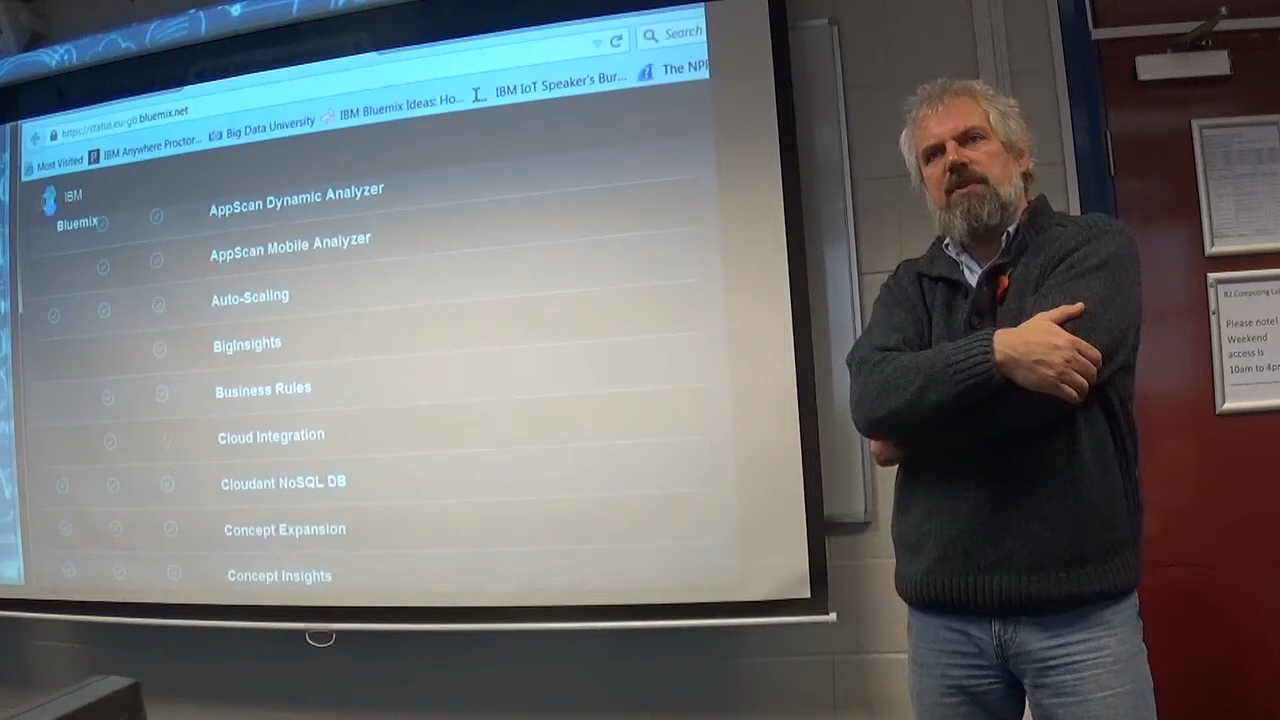 Search
https://status.eu-gb.bluemix.net
Most Visited
IBM Anywhere Proctor...
Big Data University
IBM Bluemix Ideas: Ho...
IBM IoT Speaker's Bur...
The NPR
IBM
Bluemix
AppScan Dynamic Analyzer
AppScan Mobile Analyzer
Auto-Scaling
BigInsights
Business Rules
Cloud Integration
Cloudant NoSQL DB
Concept Expansion
Concept Insights
Please note!
Weekend
access is
10am to 4pm